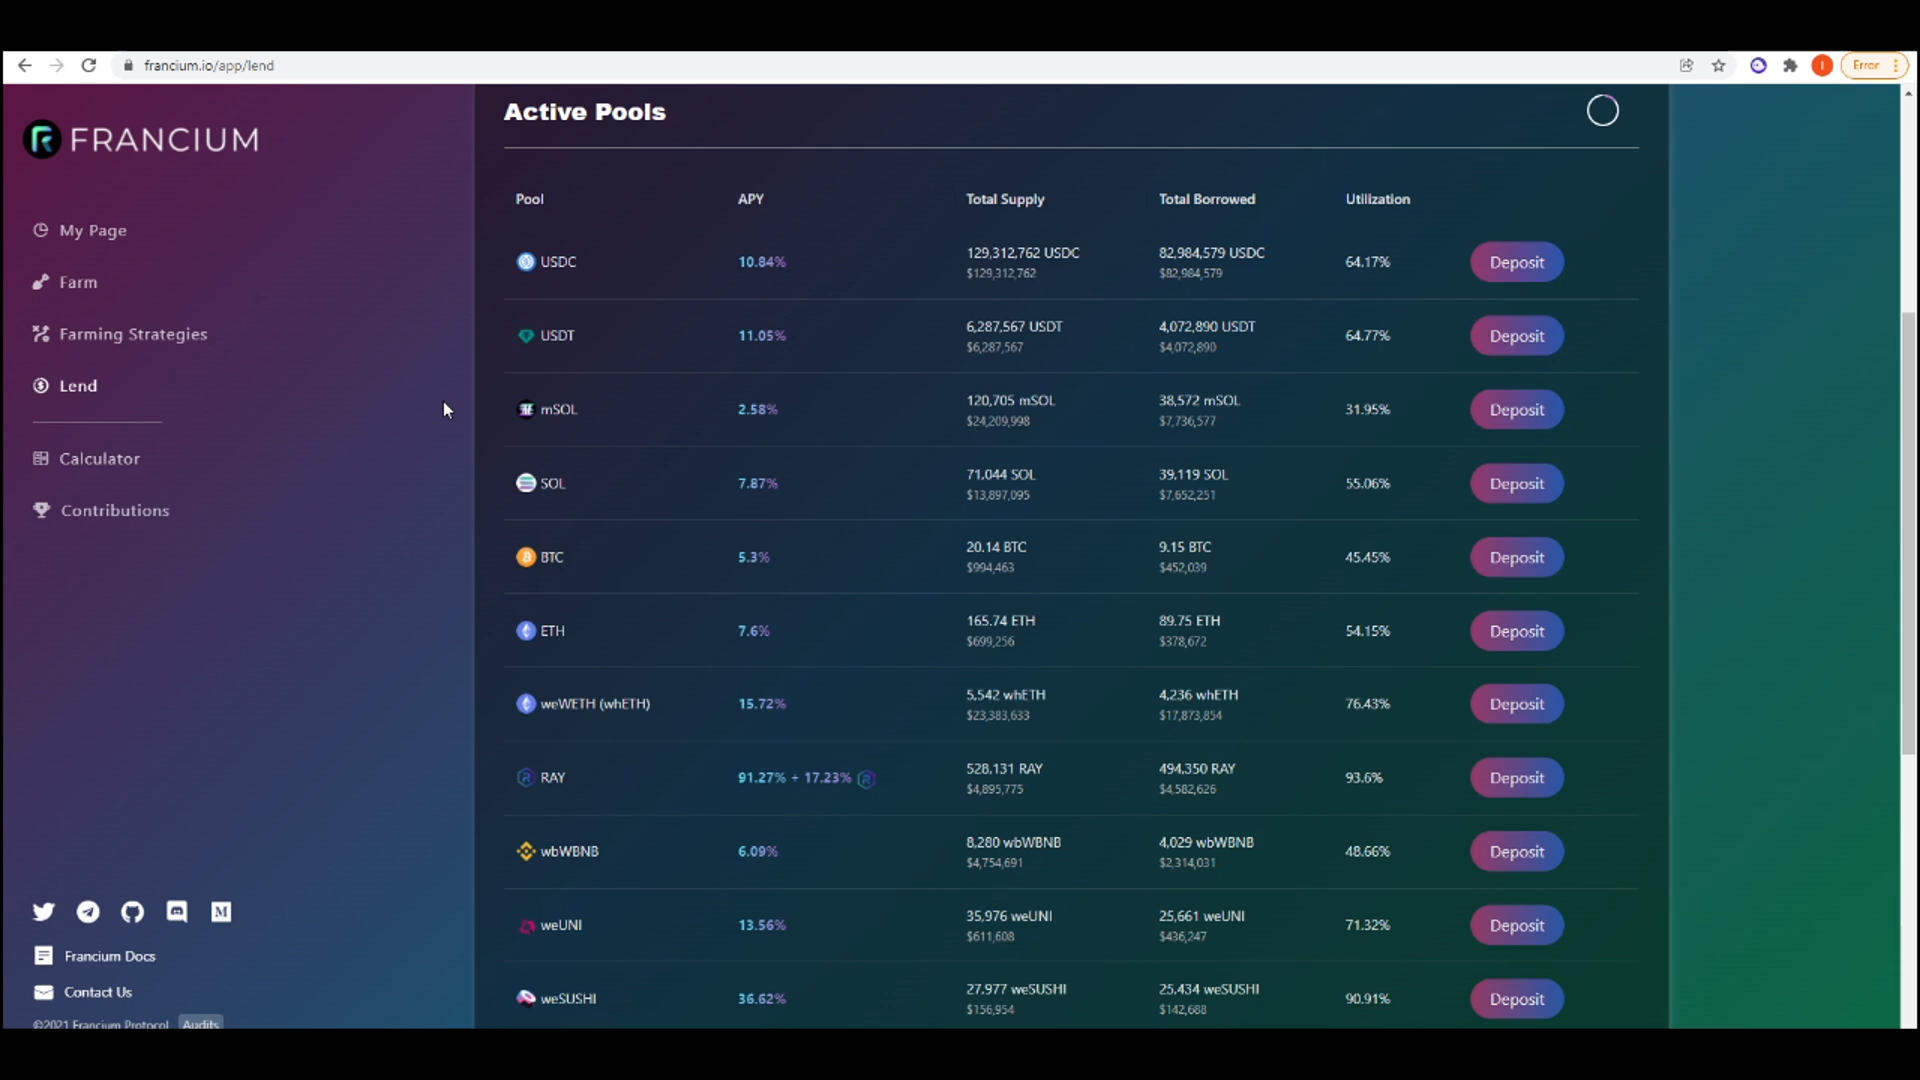 francium.io/app/lend
Error
FRANCIUM
My Page
Farm
Farming Strategies
Lend
Calculator
Contributions
Francium Docs
Contact Us
©2021 Francium Protocol Audits
Active Pools
Pool APY Total Supply Total Borrowed Utilization
USDC 10.84% 129,312,762 USDC 82,984,579 USDC 64.17% Deposit
$129,312,762 $82,984,579
USDT 11.05% 6,287,567 USDT 4,072,890 USDT 64.77% Deposit
$6,287,567 $4,072,890
mSOL 2.58% 120,705 mSOL 38,572 mSOL 31.95% Deposit
$24,209,998 $7,736,577
SOL 7.87% 71,044 SOL 39,119 SOL 55.06% Deposit
$13,897,095 $7,652,251
BTC 5.3% 20.14 BTC 9.15 BTC 45.45% Deposit
$994,463 $452,039
ETH 7.6% 165.74 ETH 89.75 ETH 54.15% Deposit
$699,256 $378,672
weWETH (whETH) 15.72% 5,542 whETH 4,236 whETH 76.43% Deposit
$23,383,633 $17,873,854
RAY 91.27% + 17.23% 528,131 RAY 494,350 RAY 93.6% Deposit
$4,895,775 $4,582,626
wbWBNB 6.09% 8,280 wbWBNB 4,029 wbWBNB 48.66% Deposit
$4,754,691 $2,314,031
weUNI 13.56% 35,976 weUNI 25,661 weUNI 71.32% Deposit
$611,608 $436,247
weSUSHI 36.62% 27,977 weSUSHI 25,434 weSUSHI 90.91% Deposit
$156,954 $142,688